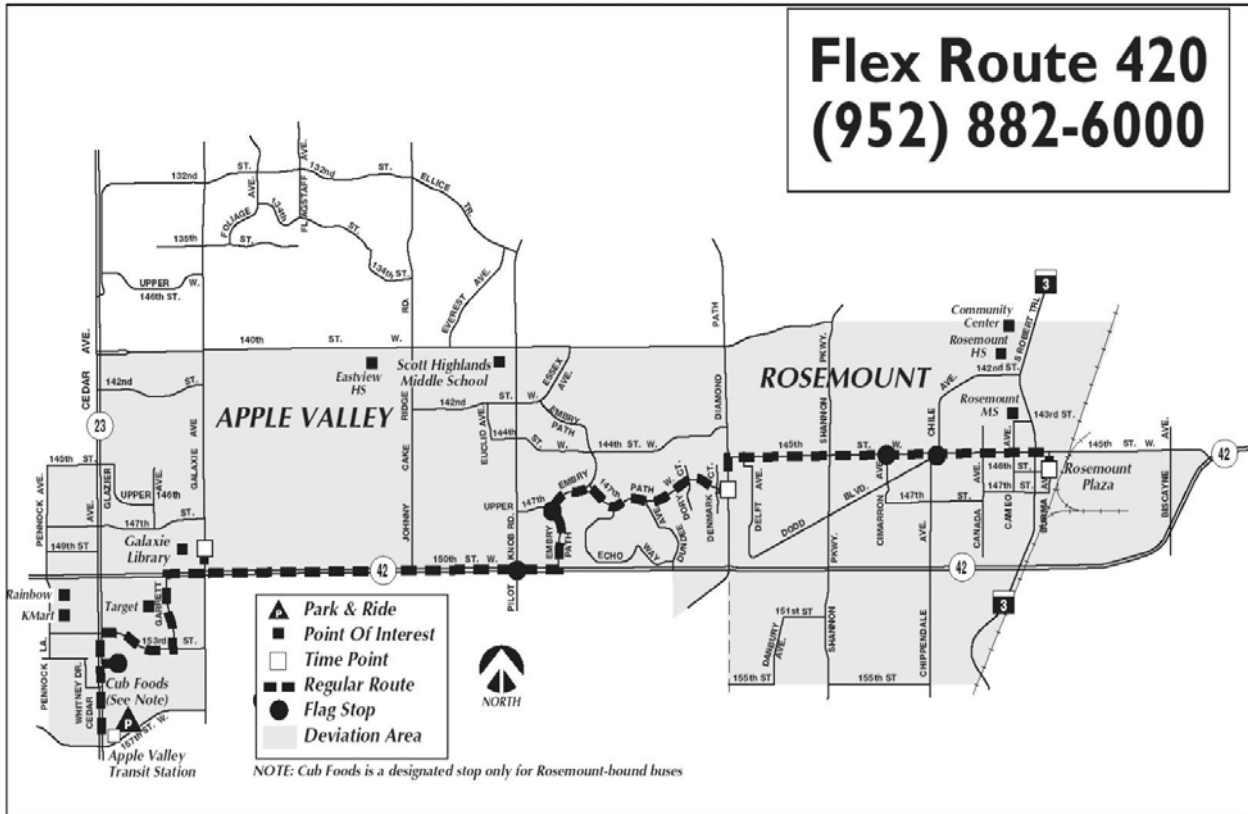 Flex Route 420
(952) 882-6000
132nd ST.
FOLIAGE AVE.
134th ST.
FLAGSTAFF AVE.
132nd ST.
ELLICE TR.
135th ST.
134th ST.
UPPER 146th ST. W.
EVEREST AVE.
CEDAR AVE.
140th ST. W.
142nd ST.
23
APPLE VALLEY
Eastview
HS
Scott Highlands
Middle School
JOHNNY CAKE RIDGE RD.
GALAXIE AVE
142nd ST. W.
ESSEX AVE.
EMBRY PATH
EUCLID AVE.
144th ST. W.
144th ST. W.
DIAMOND PATH
ROSEMOUNT
SHANNON PKWY.
Community
Center
Rosemount
HS
3
S ROBERT TRL
142nd ST.
Rosemount
MS
143rd ST.
CHILE AVE.
145th ST. W.
145th ST. W.
42
145th ST.
PENNOCK AVE.
GLAZIER AVE.
UPPER 146th AVE.
147th ST.
149th ST.
Galaxie
Library
UPPER 147th
EMBRY PATH W.
147th
AVE
EMBRY PATH
ECHO WAY
DUNDEE
DORY CT.
DENMARK CT.
DELFT AVE.
DODD BLVD.
CIMARRON AVE
147th ST.
CANADA AVE.
CAMEO AVE.
146th ST.
147th ST.
BURMA AVE
Rosemount
Plaza
BISCAYNE AVE.
42
150th ST. W.
PILOT KNOB RD.
42
3
Rainbow
KMart
Target
GARRETT
153rd ST.
PENNOCK LA.
WHITNEY DR.
CEDAR
Cub Foods
(See Note)
P
157th ST. W.
Apple Valley
Transit Station
151st ST
DANBURY AVE.
155th ST
SHANNON PKWY.
155th ST
CHIPPENDALE AVE.
P Park & Ride
Point Of Interest
Time Point
Regular Route
Flag Stop
Deviation Area
NORTH
NOTE: Cub Foods is a designated stop only for Rosemount-bound buses